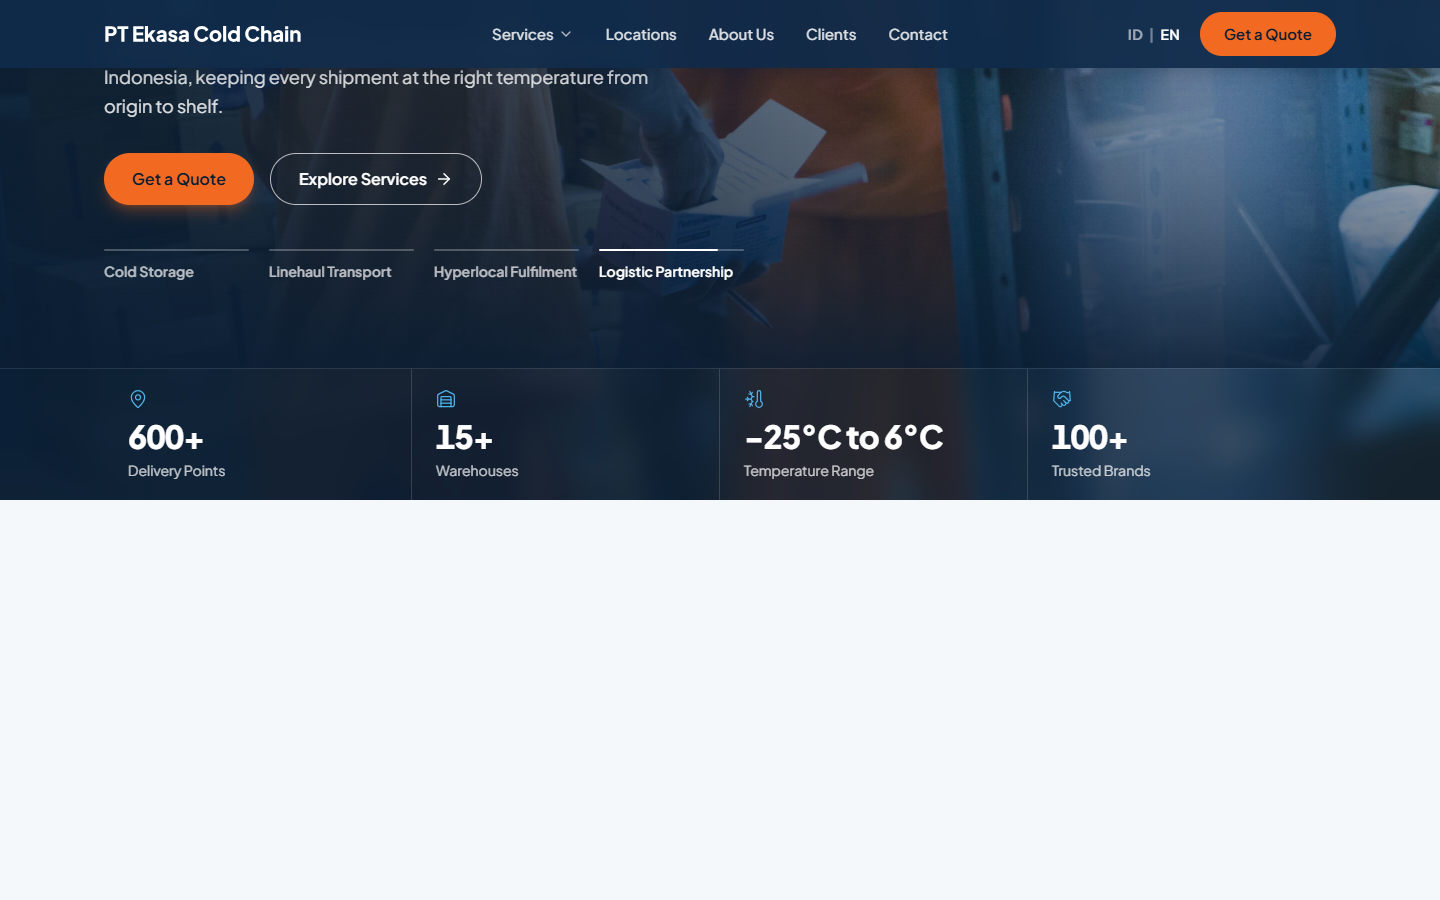 PT Ekasa Cold Chain
Services
Locations
About Us
Clients
Contact
ID | EN
Get a Quote
Indonesia, keeping every shipment at the right temperature from
origin to shelf.
Get a Quote
Explore Services
Cold Storage
Linehaul Transport
Hyperlocal Fulfilment
Logistic Partnership
600+
Delivery Points
15+
Warehouses
−25°C to 6°C
Temperature Range
100+
Trusted Brands